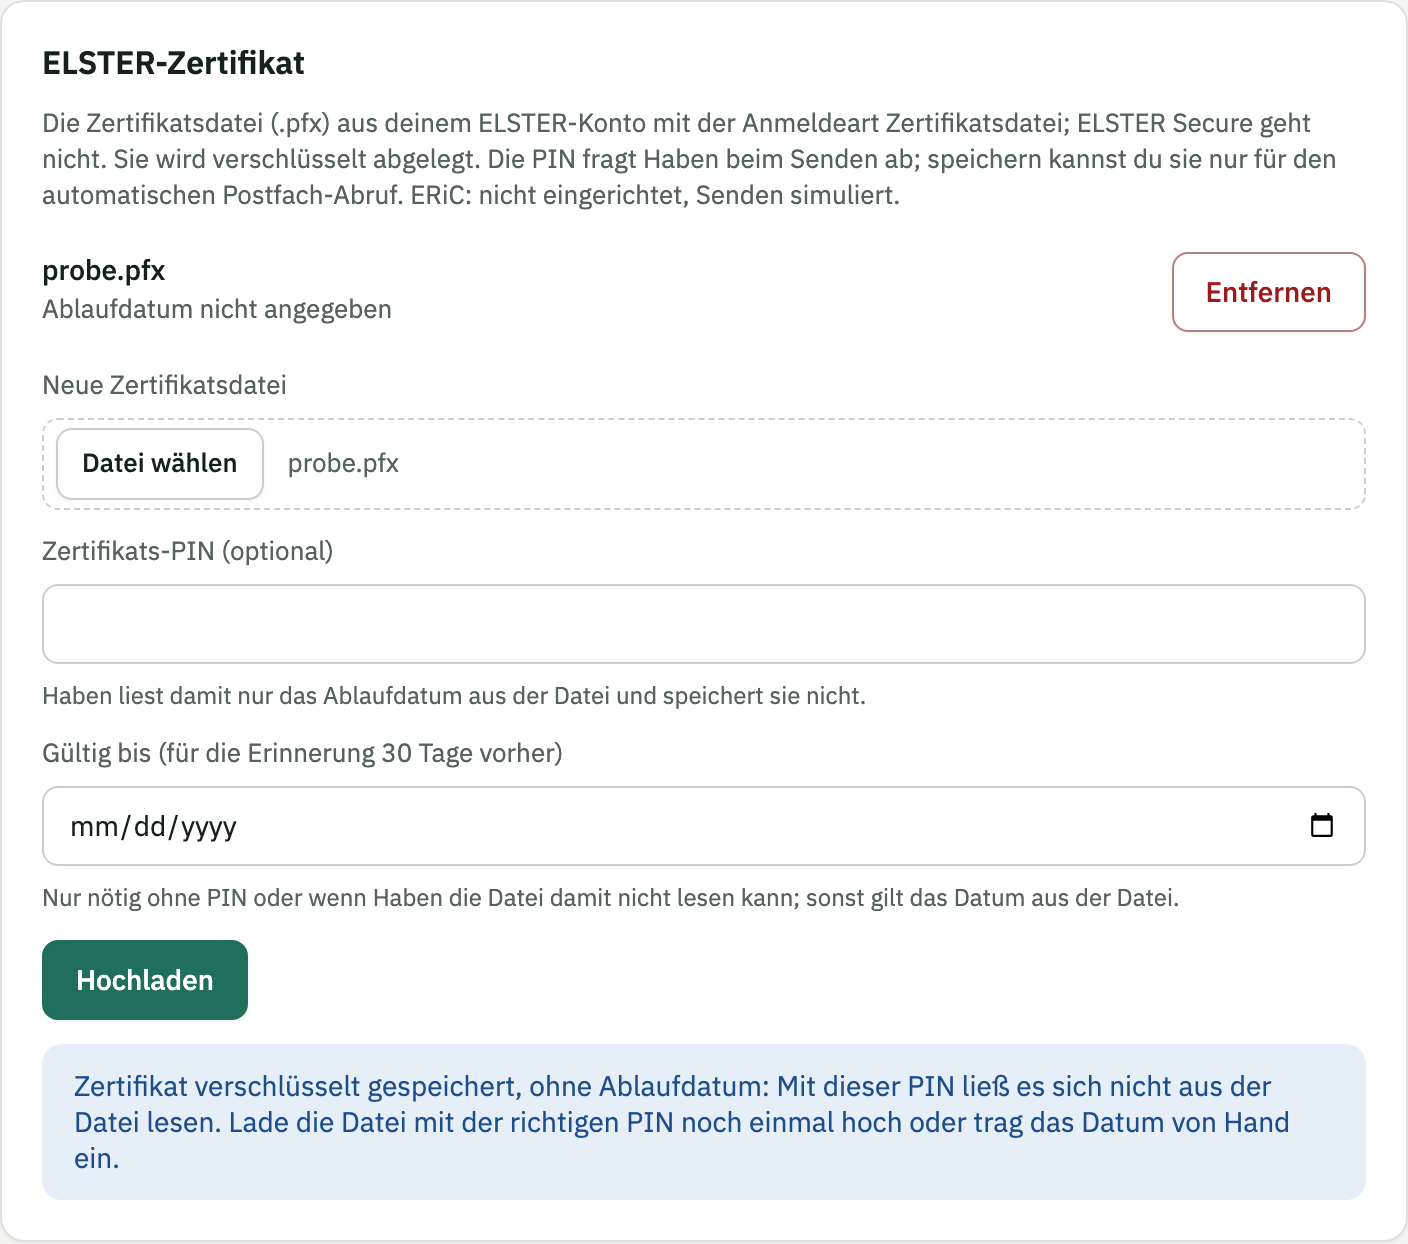 ELSTER-Zertifikat
Die Zertifikatsdatei (.pfx) aus deinem ELSTER-Konto mit der Anmeldeart Zertifikatsdatei; ELSTER Secure geht
nicht. Sie wird verschlüsselt abgelegt. Die PIN fragt Haben beim Senden ab; speichern kannst du sie nur für den
automatischen Postfach-Abruf. ERiC: nicht eingerichtet, Senden simuliert.
probe.pfx
Ablaufdatum nicht angegeben
Entfernen
Neue Zertifikatsdatei
Datei wählen probe.pfx
Zertifikats-PIN (optional)
Haben liest damit nur das Ablaufdatum aus der Datei und speichert sie nicht.
Gültig bis (für die Erinnerung 30 Tage vorher)
mm/dd/yyyy
Nur nötig ohne PIN oder wenn Haben die Datei damit nicht lesen kann; sonst gilt das Datum aus der Datei.
Hochladen
Zertifikat verschlüsselt gespeichert, ohne Ablaufdatum: Mit dieser PIN ließ es sich nicht aus der
Datei lesen. Lade die Datei mit der richtigen PIN noch einmal hoch oder trag das Datum von Hand
ein.